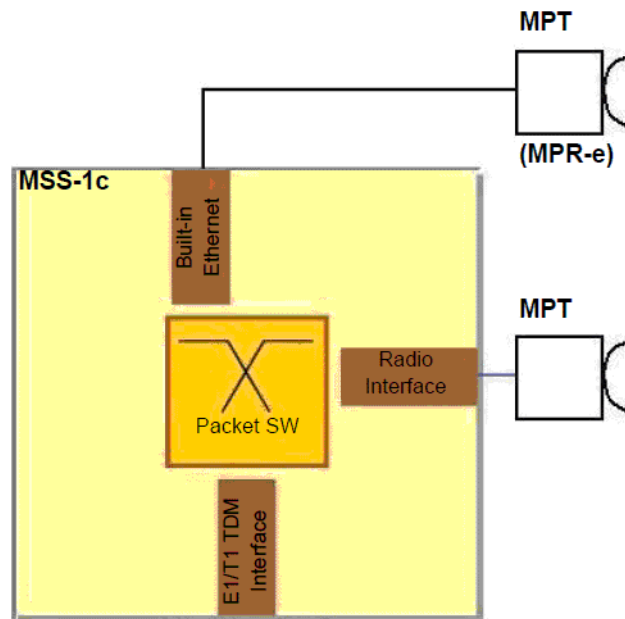 MPT
(MPR-e)
MSS-1c
Built-in
Ethernet
MPT
Radio
Interface
Packet SW
E1/T1 TDM
Interface